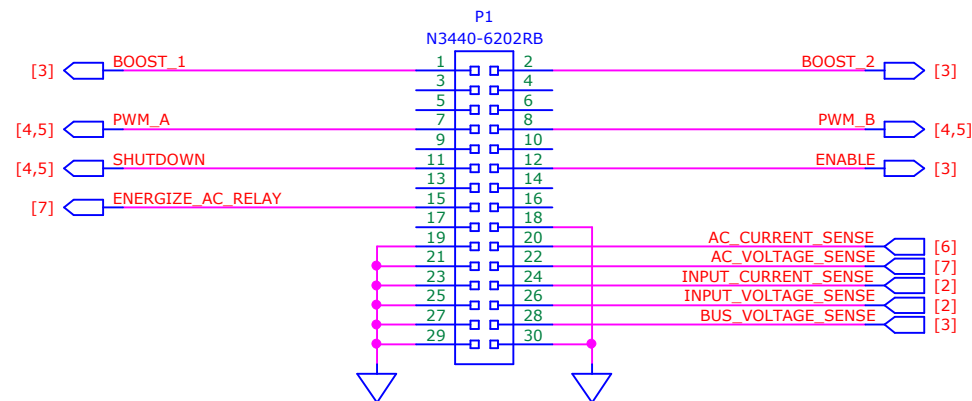 P1
N3440-6202RB
[3] BOOST_1 1 2 BOOST_2 [3]
3 4
5 6
[4,5] PWM_A 7 8 PWM_B [4,5]
9 10
[4,5] SHUTDOWN 11 12 ENABLE [3]
13 14
[7] ENERGIZE_AC_RELAY 15 16
17 18
19 20 AC_CURRENT_SENSE [6]
21 22 AC_VOLTAGE_SENSE [7]
23 24 INPUT_CURRENT_SENSE [2]
25 26 INPUT_VOLTAGE_SENSE [2]
27 28 BUS_VOLTAGE_SENSE [3]
29 30